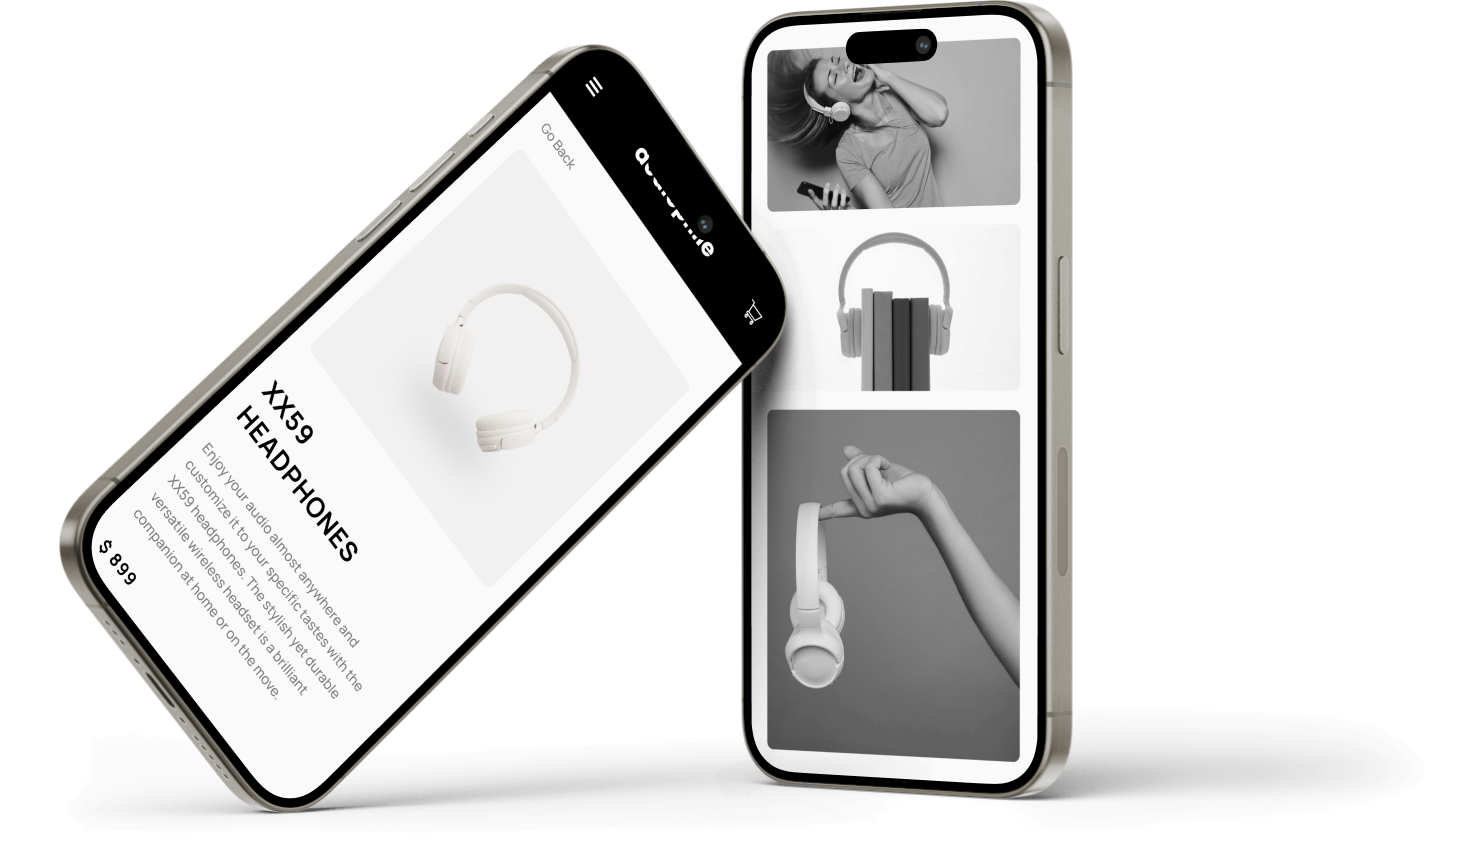 audiophile
Go Back
XX59
HEADPHONES
Enjoy your audio almost anywhere and
customize it to your specific tastes with the
XX59 headphones. The stylish yet durable
versatile wireless headset is a brilliant
companion at home or on the move.
$ 899